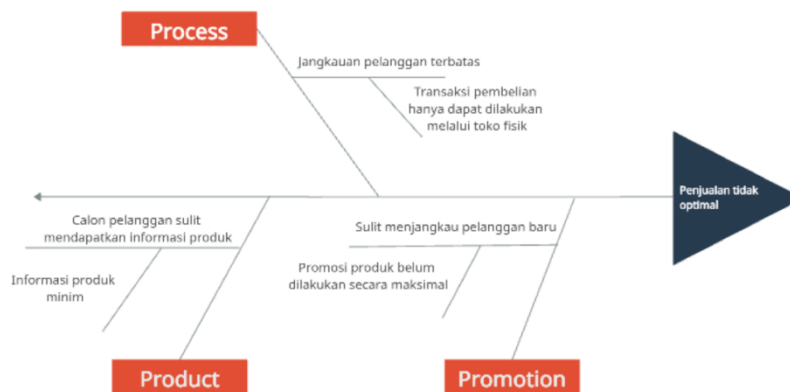 Process
Jangkauan pelanggan terbatas
Transaksi pembelian
hanya dapat dilakukan
melalui toko fisik
Penjualan tidak
optimal
Calon pelanggan sulit
mendapatkan informasi produk
Informasi produk
minim
Sulit menjangkau pelanggan baru
Promosi produk belum
dilakukan secara maksimal
Product
Promotion